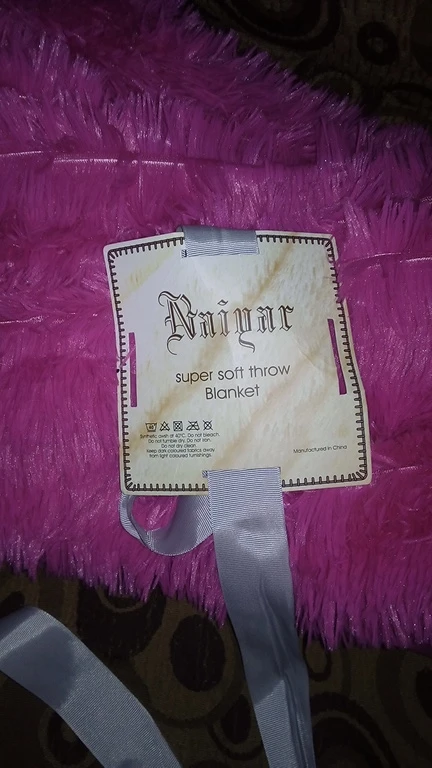 Naiyar
super soft throw
Blanket
40
Synthetic wash at 40°C. Do not bleach.
Do not tumble dry. Do not iron.
Do not dry clean
Keep dark coloured fabrics away
from light coloured furnishings
Manufactured in China